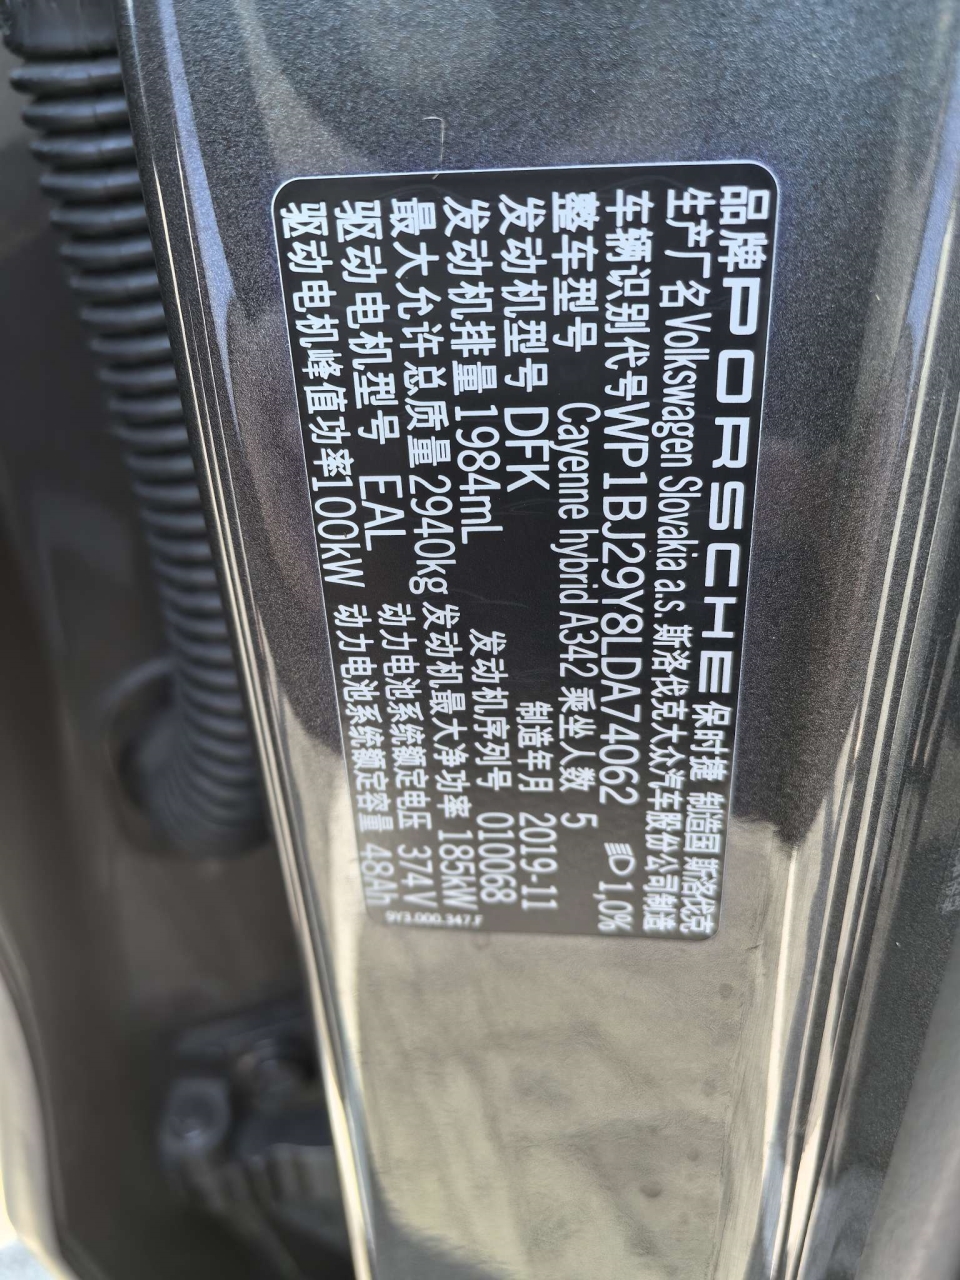 品牌 PORSCHE 保时捷 制造国 斯洛伐克
生产厂名 Volkswagen Slovakia a.s. 斯洛伐克大众汽车股份公司制造
车辆识别代号 WP1BJ29Y8LDA74062 1,0%
整车型号 Cayenne hybrid A342 乘坐人数 5
发动机型号 DFK 制造年月 2019-11
发动机排量 1984mL 发动机序列号 010068
最大允许总质量 2940kg 发动机最大净功率 185kW
驱动电机型号 EAL 动力电池系统额定电压 374V
驱动电机峰值功率 100kW 动力电池系统额定容量 48Ah
9Y3.000.347.F